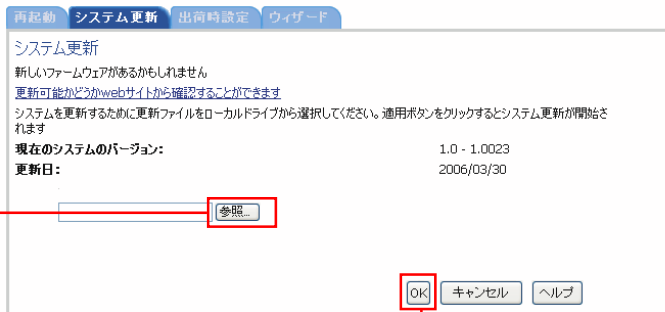 再起動 システム更新 出荷時設定 ウィザード
システム更新
新しいファームウェアがあるかもしれません
更新可能かどうかwebサイトから確認することができます
システムを更新するために更新ファイルをローカルドライブから選択してください。適用ボタンをクリックするとシステム更新が開始さ
れます
現在のシステムのバージョン: 1.0 - 1.0023
更新日: 2006/03/30
参照...
OK キャンセル ヘルプ